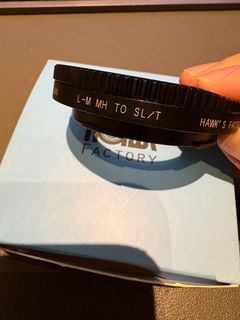 L-M MH TO SL/T
HAWK'S FA
FACTORY